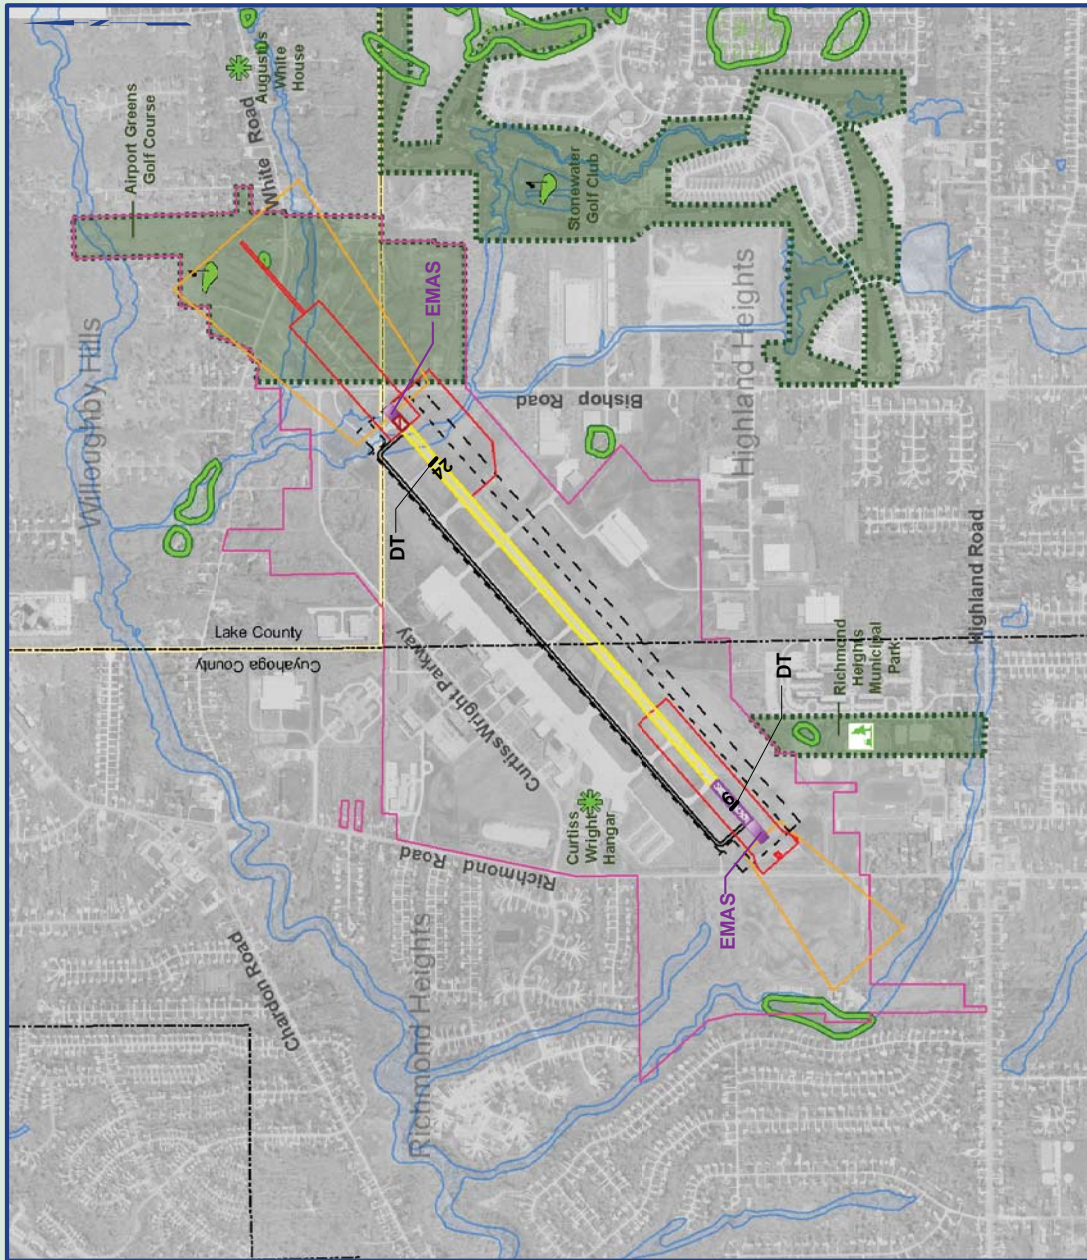 Augustus
White
House
White Road
Airport Greens
Golf Course
Stonewater
Golf Club
EMAS
Willoughby Hills
Highland Heights
Bishop Road
24
DT
Lake County
Cuyahoga County
Curtiss Wright Parkway
Highland Road
Richmond
Heights
Municipal
Park
DT
6
Curtiss
Wright
Hangar
Richmond Road
EMAS
Richmond Heights
Chardon Road